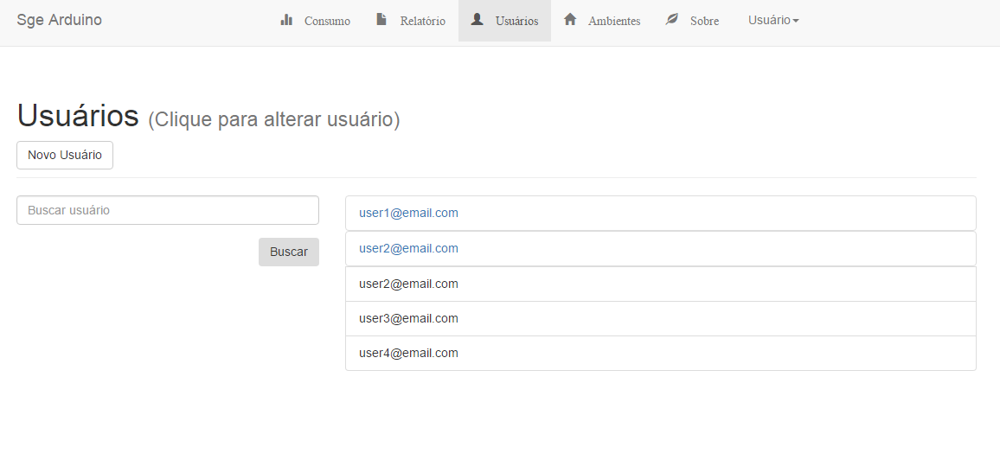 Sge Arduino Consumo Relatório Usuários Ambientes Sobre Usuário
Usuários (Clique para alterar usuário)
Novo Usuário
Buscar usuário
Buscar
user1@email.com
user2@email.com
user2@email.com
user3@email.com
user4@email.com